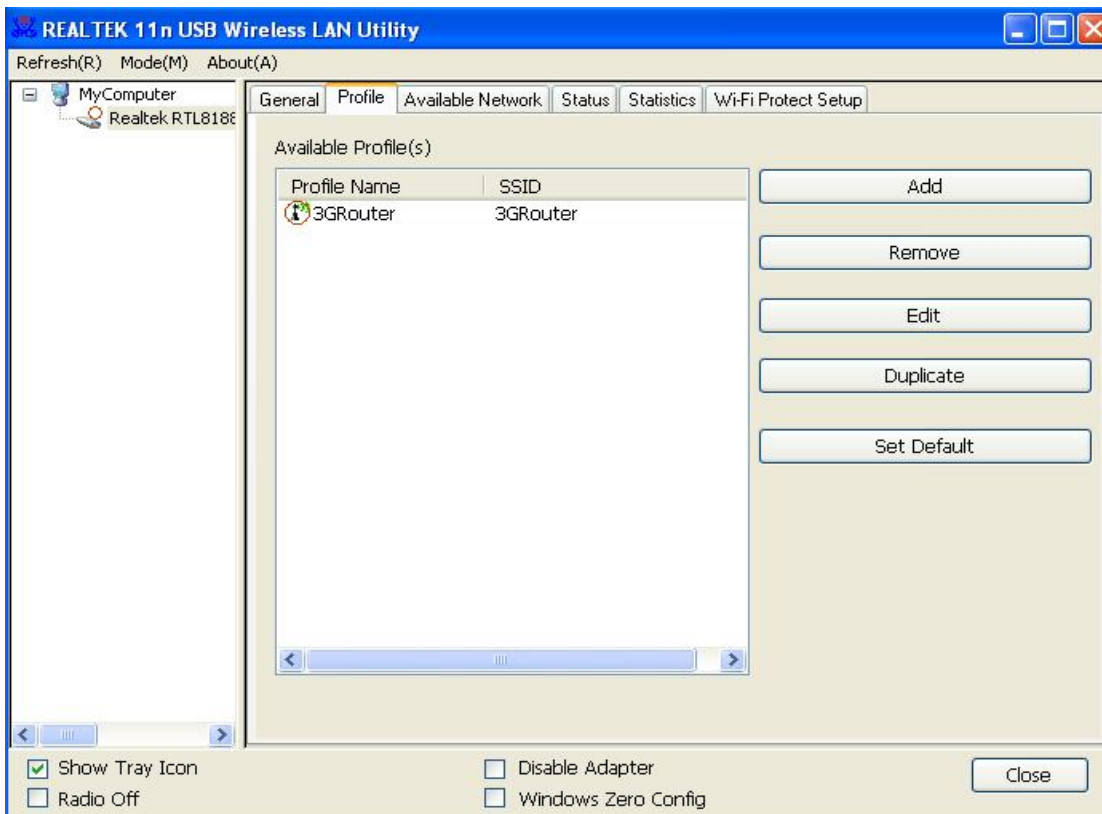 REALTEK 11n USB Wireless LAN Utility
Refresh(R) Mode(M) About(A)
MyComputer
Realtek RTL8188
General Profile Available Network Status Statistics Wi-Fi Protect Setup
Available Profile(s)
Profile Name SSID
3GRouter 3GRouter
Add
Remove
Edit
Duplicate
Set Default
Show Tray Icon
Radio Off
Disable Adapter
Windows Zero Config
Close